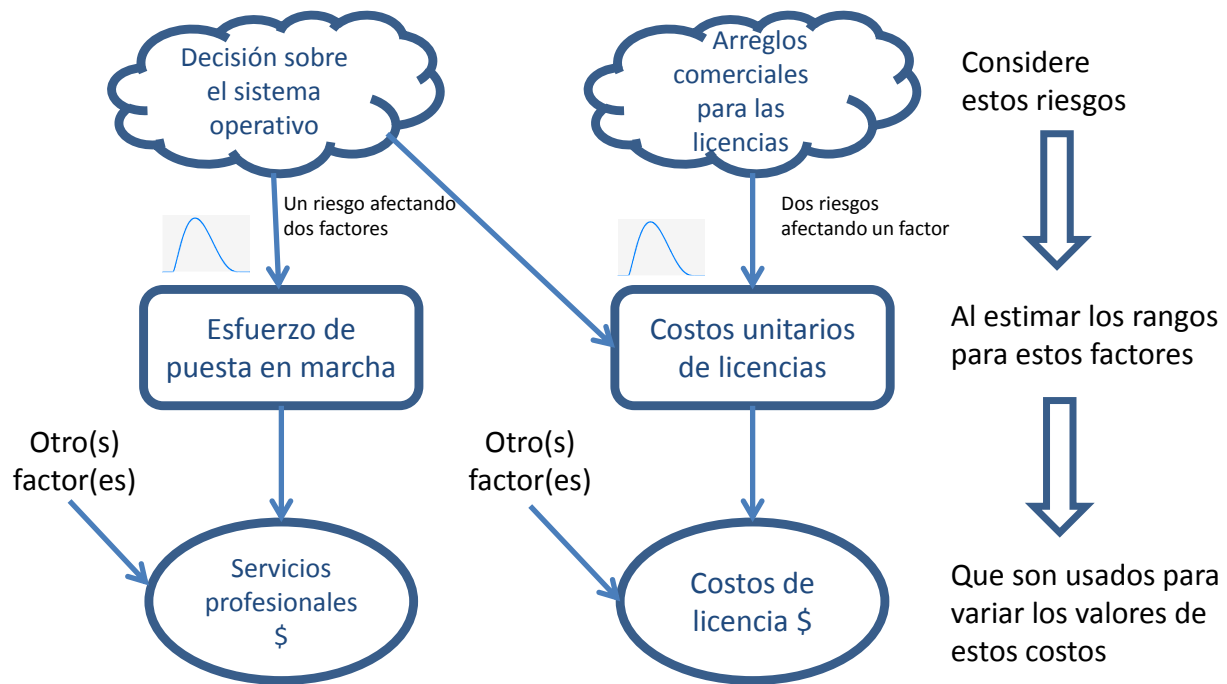 Decisión sobre
el sistema
operativo
Arreglos
comerciales
para las
licencias
Considere
estos riesgos
Un riesgo afectando
dos factores
Dos riesgos
afectando un factor
Esfuerzo de
puesta en marcha
Costos unitarios
de licencias
Al estimar los rangos
para estos factores
Otro(s)
factor(es)
Otro(s)
factor(es)
Servicios
profesionales
$
Costos de
licencia $
Que son usados para
variar los valores de
estos costos